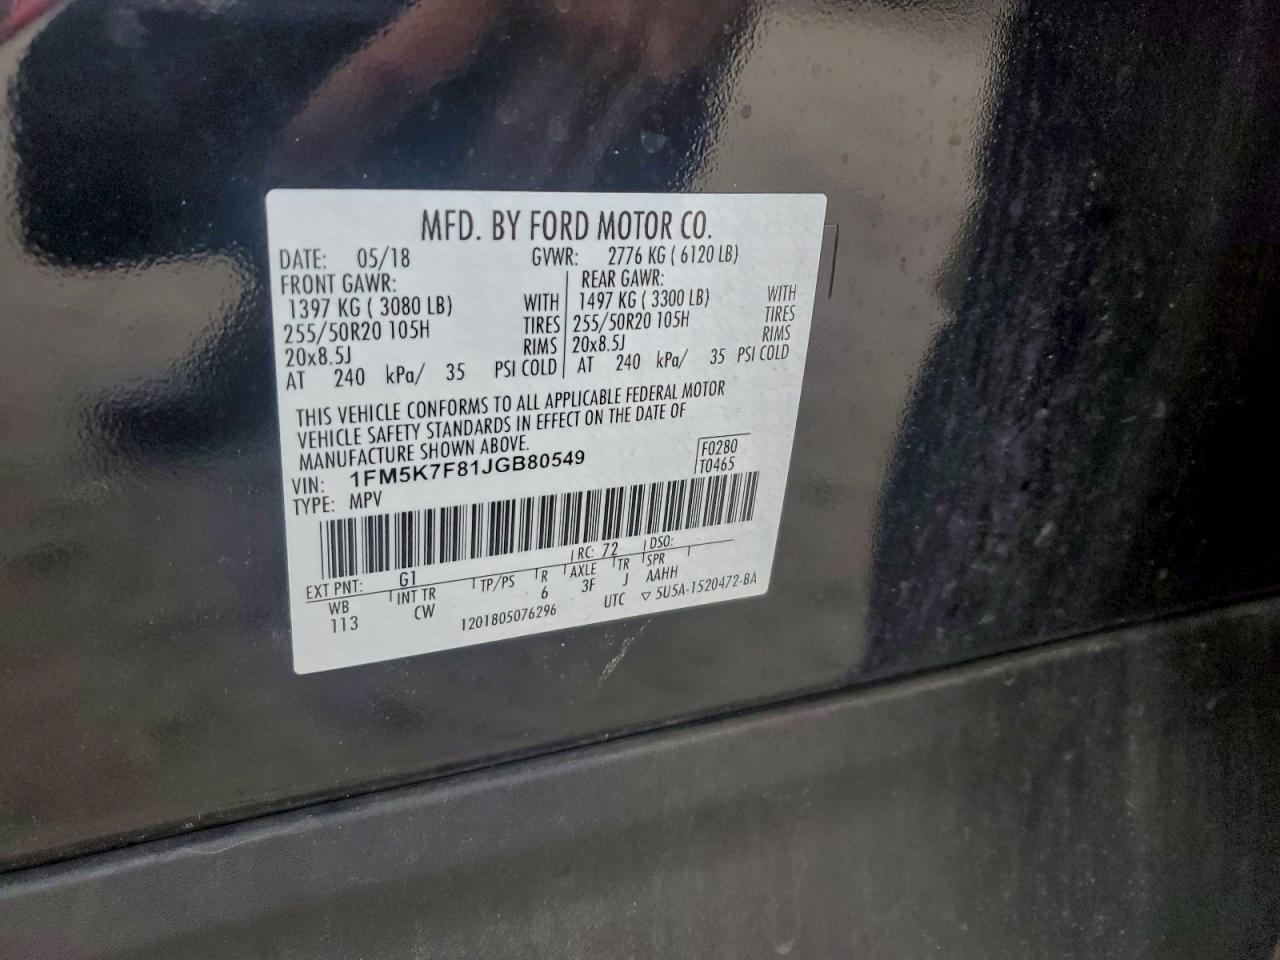 MFD. BY FORD MOTOR CO.
DATE: 05/18 GVWR: 2776 KG ( 6120 LB)
FRONT GAWR: REAR GAWR:
1397 KG ( 3080 LB) WITH 1497 KG ( 3300 LB) WITH
255/50R20 105H TIRES 255/50R20 105H TIRES
20x8.5J RIMS 20x8.5J RIMS
AT 240 kPa/ 35 PSI COLD AT 240 kPa/ 35 PSI COLD
THIS VEHICLE CONFORMS TO ALL APPLICABLE FEDERAL MOTOR
VEHICLE SAFETY STANDARDS IN EFFECT ON THE DATE OF
MANUFACTURE SHOWN ABOVE.
VIN: 1FM5K7F81JGB80549 F0280
TYPE: MPV T0465
EXT PNT: G1 RC: 72 DSO:
WB INT TR TP/PS R AXLE TR SPR
113 CW 6 3F J AAHH
1201805076296 UTC ▽ 5U5A-1520472-BA